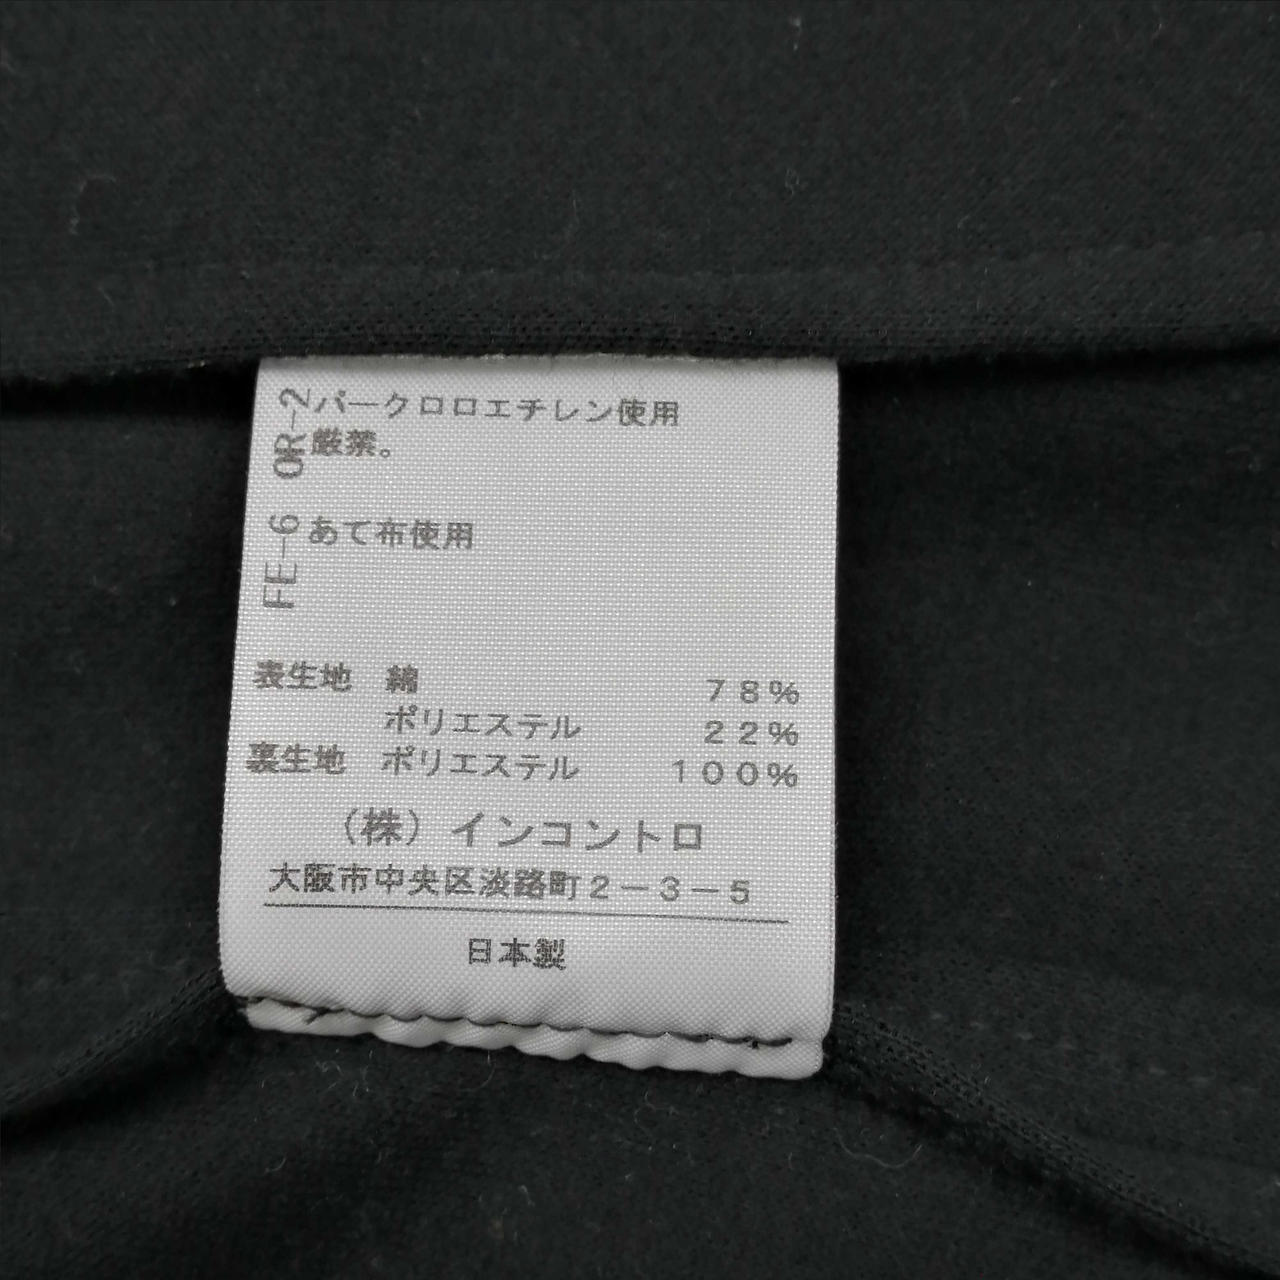 パークロロエチレン使用
厳禁。
あて布使用
OR-2
FE-6
表生地 綿 78%
ポリエステル 22%
裏生地 ポリエステル 100%
(株)インコントロ
大阪市中央区淡路町2-3-5
日本製